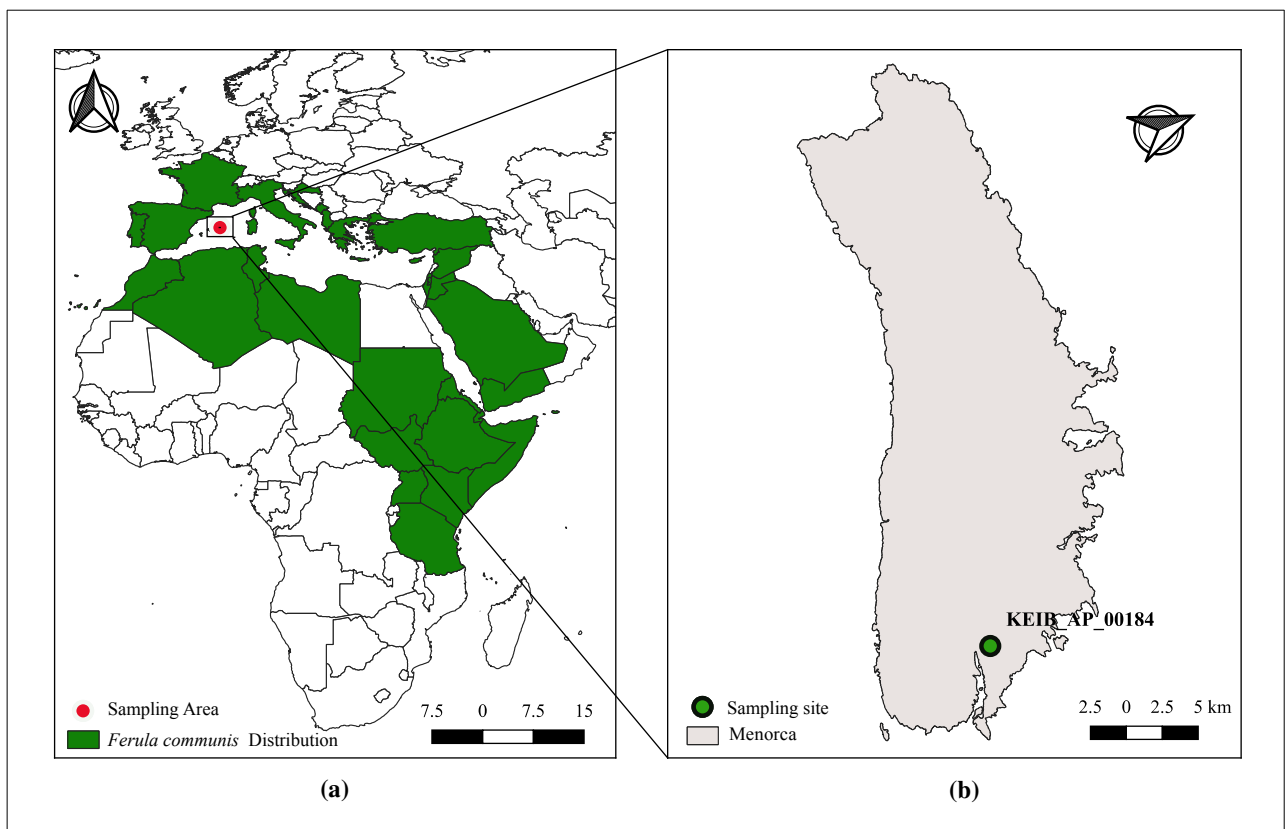 Sampling Area
Ferula communis Distribution
7.5 0 7.5 15
(a)
KEIB_AP_00184
Sampling site
Menorca
2.5 0 2.5 5 km
(b)